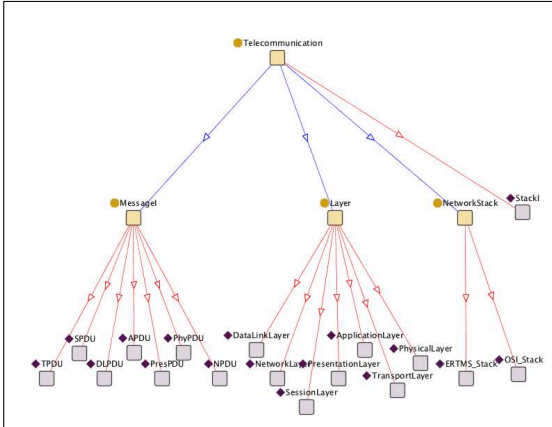 Telecommunication
MessageI
Layer
NetworkStack
StackI
SPDU
APDU
PhyPDU
DataLinkLayer
ApplicationLayer
PhysicalLayer
TPDU
DLPDU
PresPDU
NPDU
NetworkLayer
PresentationLayer
TransportLayer
ERTMS_Stack
OSI_Stack
SessionLayer